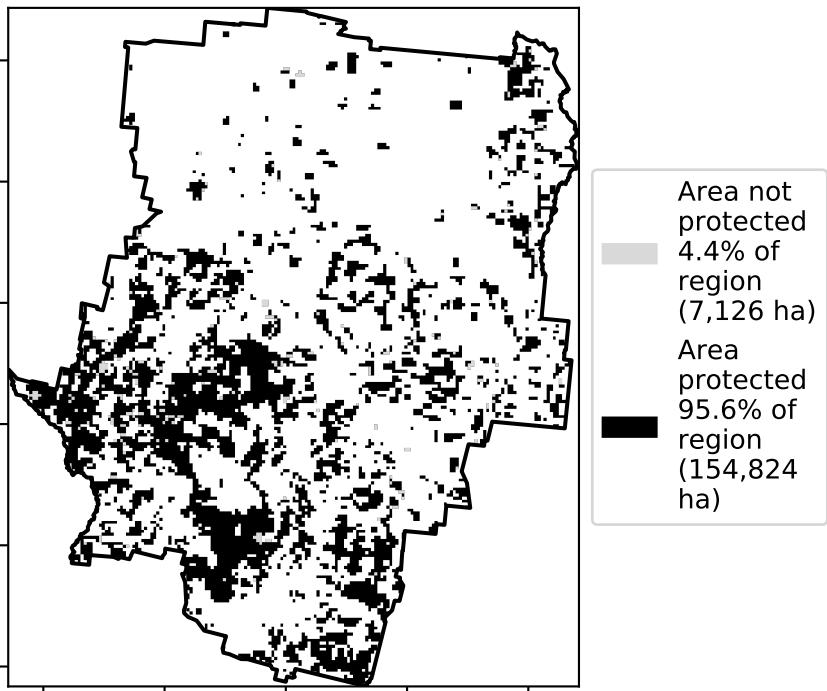 Area not
protected
4.4% of
region
(7,126 ha)
Area
protected
95.6% of
region
(154,824
ha)